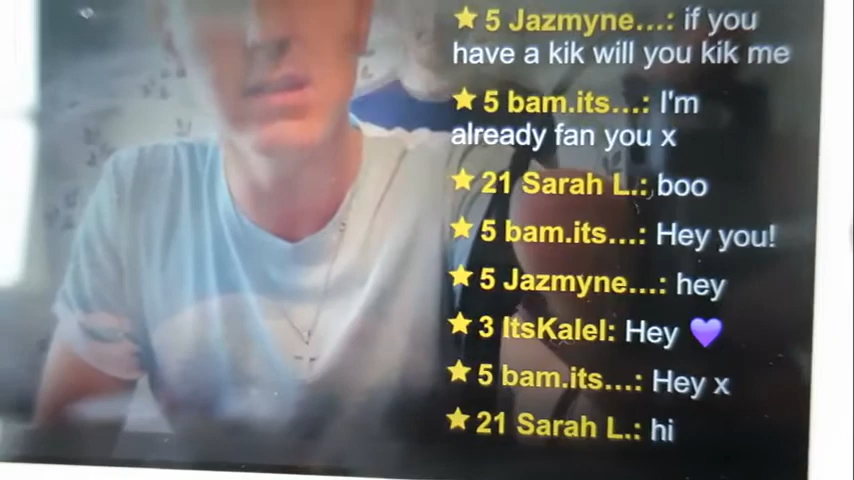 ★ 5 Jazmyne...: if you
have a kik will you kik me
★ 5 bam.its...: I'm
already fan you x
★ 21 Sarah L.: boo
★ 5 bam.its...: Hey you!
★ 5 Jazmyne...: hey
★ 3 ItsKaleI: Hey 💜
★ 5 bam.its...: Hey x
★ 21 Sarah L.: hi